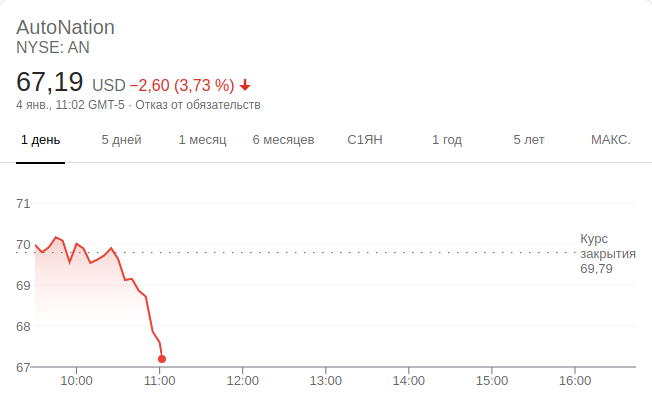 AutoNation
NYSE: AN
67,19 USD −2,60 (3,73 %)
4 янв., 11:02 GMT-5 · Отказ от обязательств
1 день 5 дней 1 месяц 6 месяцев С1ЯН 1 год 5 лет МАКС.
71
70
69
68
67
Курс
закрытия
69,79
10:00 11:00 12:00 13:00 14:00 15:00 16:00